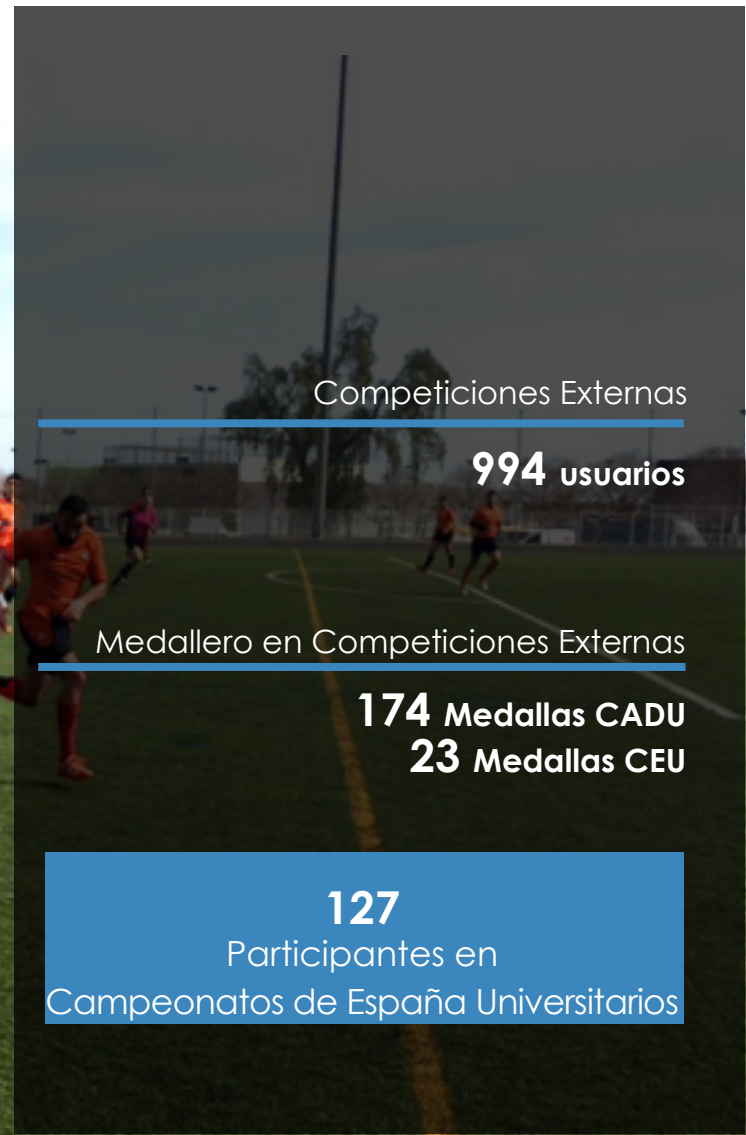 Competiciones Externas
994 usuarios
Medallero en Competiciones Externas
174 Medallas CADU
23 Medallas CEU
127
Participantes en
Campeonatos de España Universitarios